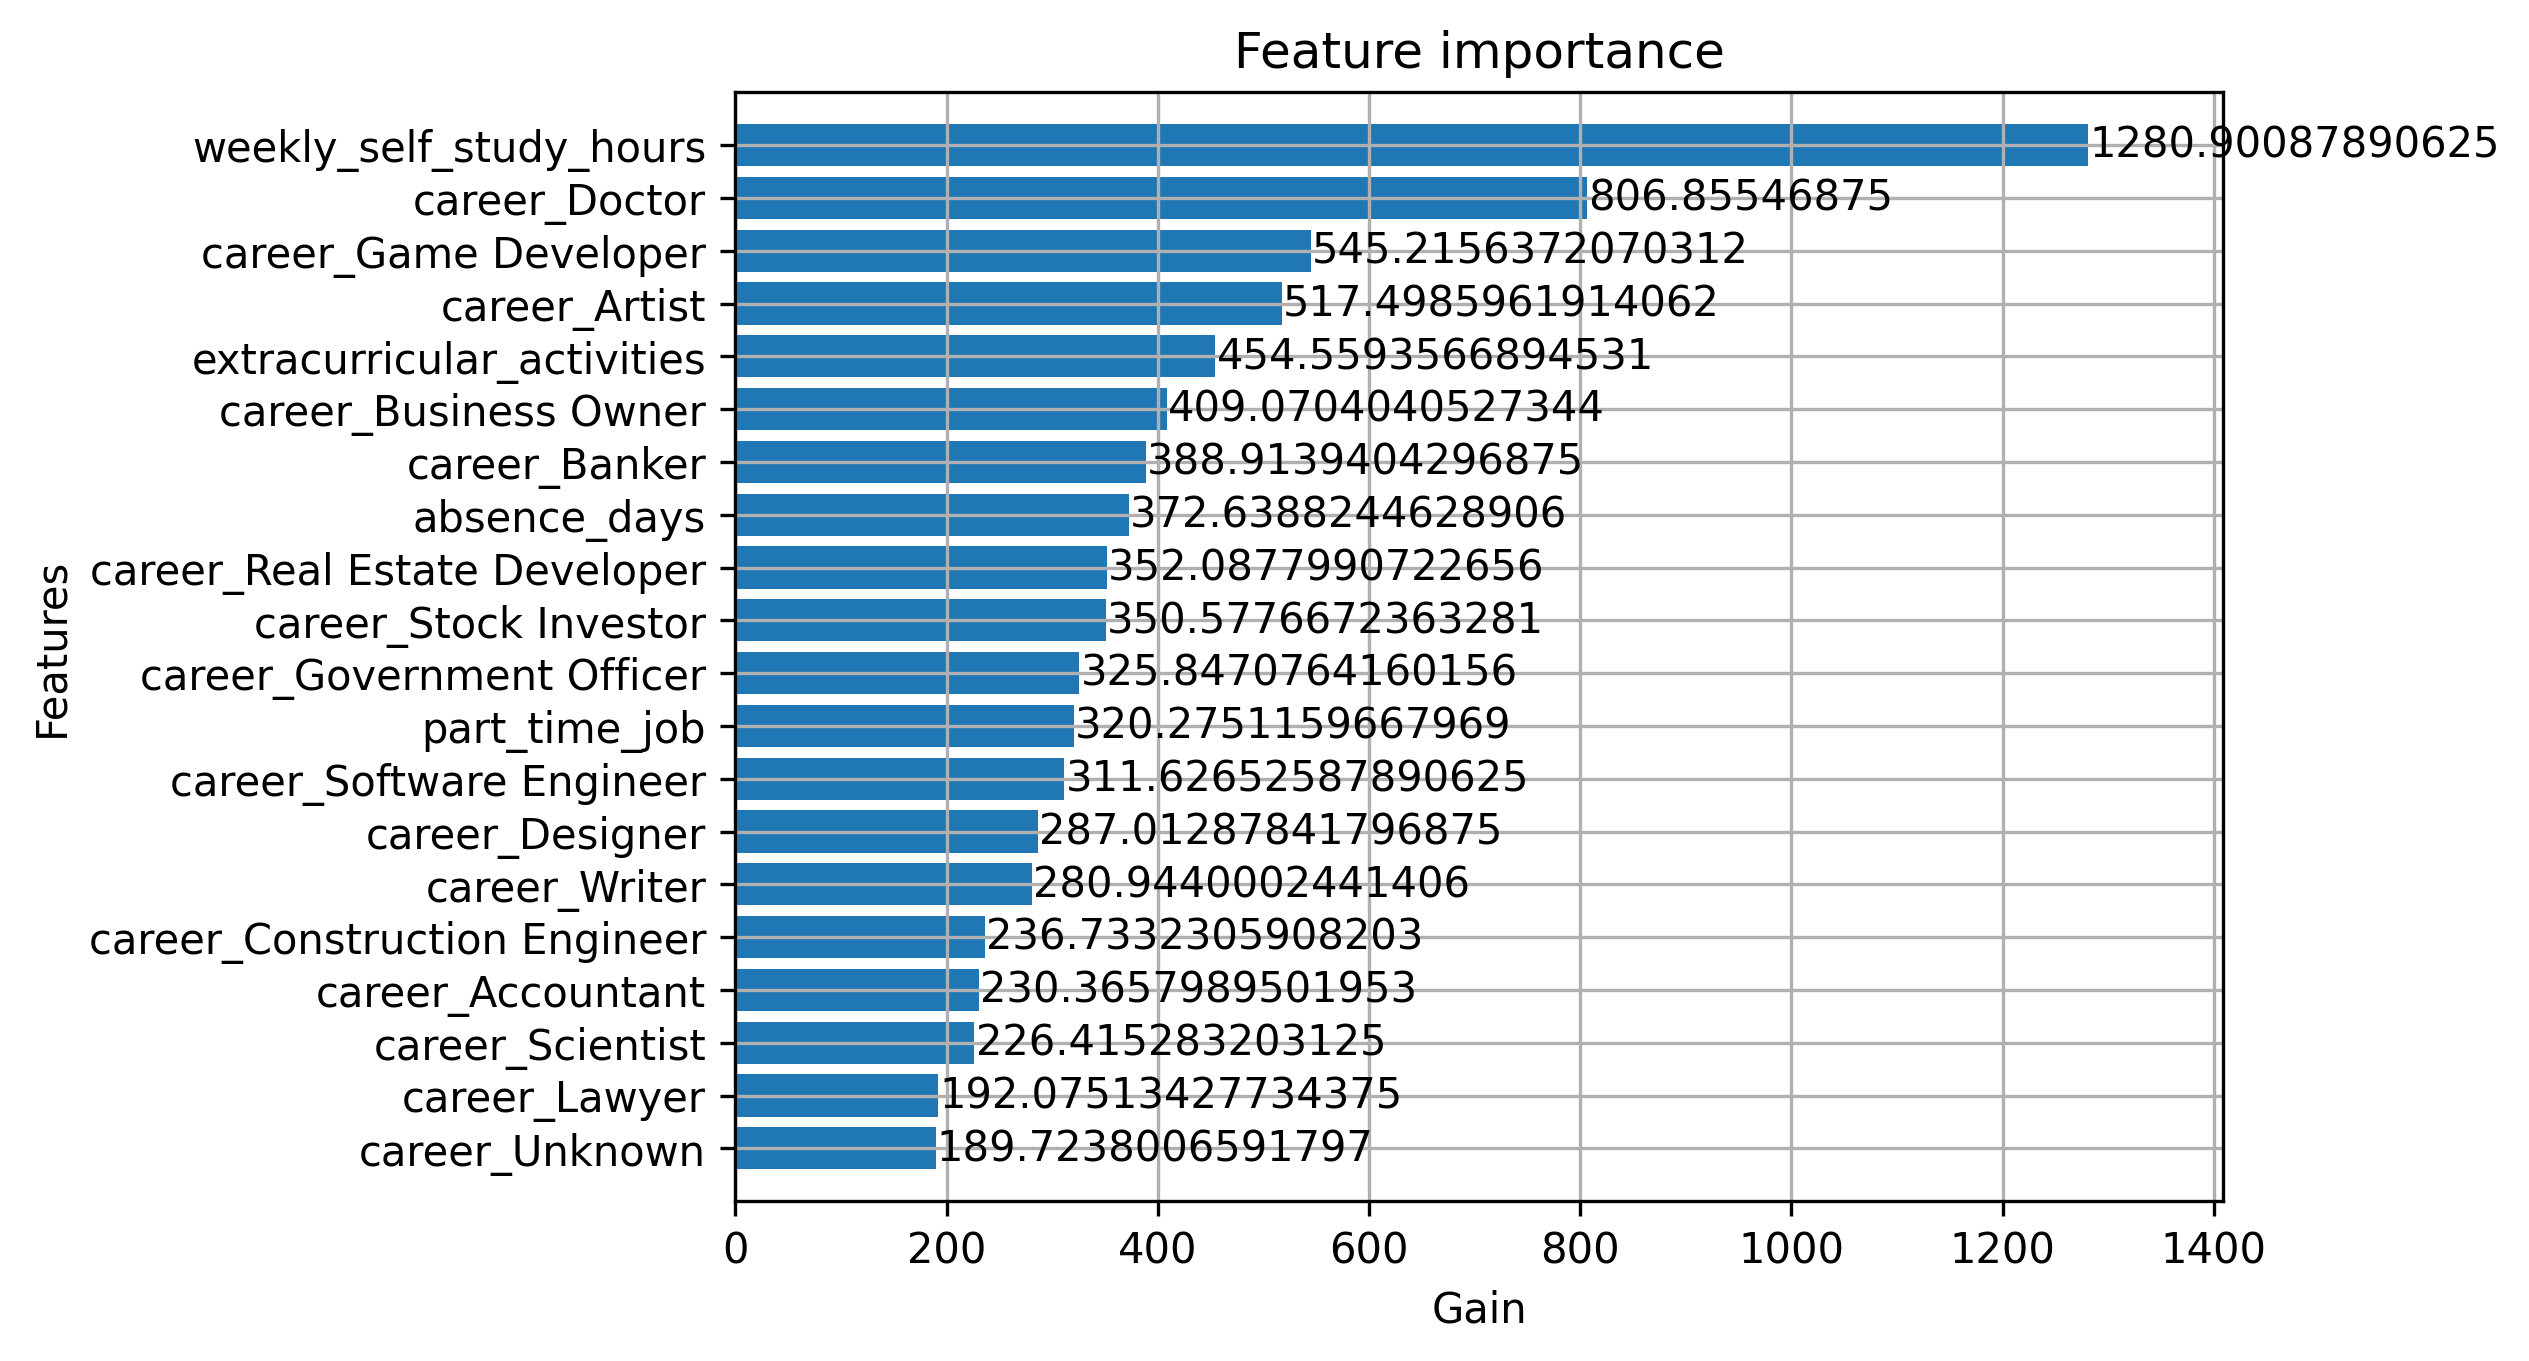 Feature importance
weekly_self_study_hours 1280.90087890625
career_Doctor 806.85546875
career_Game Developer 545.2156372070312
career_Artist 517.4985961914062
extracurricular_activities 454.5593566894531
career_Business Owner 409.0704040527344
career_Banker 388.9139404296875
absence_days 372.6388244628906
career_Real Estate Developer 352.0877990722656
career_Stock Investor 350.5776672363281
career_Government Officer 325.8470764160156
part_time_job 320.2751159667969
career_Software Engineer 311.62652587890625
career_Designer 287.01287841796875
career_Writer 280.9440002441406
career_Construction Engineer 236.7332305908203
career_Accountant 230.3657989501953
career_Scientist 226.415283203125
career_Lawyer 192.07513427734375
career_Unknown 189.7238006591797
Features
0 200 400 600 800 1000 1200 1400
Gain